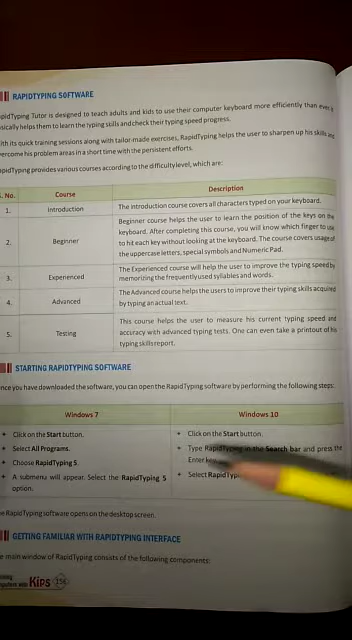 RAPIDTYPING SOFTWARE
pidTyping Tutor is designed to teach adults and kids to use their computer keyboard more efficiently than ever
sically helps them to learn the typing skills and check their typing speed progress.
ith its quick training sessions along with tailor-made exercises, RapidTyping helps the user to sharpen up his skills and
ercome his problem areas in a short time with the persistent efforts.
apidTyping provides various courses according to the difficulty level, which are:
S. No. Course Description
1. Introduction The introduction course covers all characters typed on your keyboard.
2. Beginner Beginner course helps the user to learn the position of the keys on the
keyboard. After completing this course, you will know which finger to use
to hit each key without looking at the keyboard. The course covers usage of
the uppercase letters, special symbols and Numeric Pad.
3. Experienced The Experienced course will help the user to improve the typing speed by
memorizing the frequently used syllables and words.
4. Advanced The Advanced course helps the users to improve their typing skills acquired
by typing an actual text.
5. Testing This course helps the user to measure his current typing speed and
accuracy with advanced typing tests. One can even take a printout of his
typing skills report.
STARTING RAPIDTYPING SOFTWARE
nce you have downloaded the software, you can open the RapidTyping software by performing the following steps:
Windows 7
Click on the Start button.
Select All Programs.
Choose RapidTyping 5.
A submenu will appear. Select the RapidTyping 5
option.
Windows 10
Click on the Start button.
Type RapidTyping in the Search bar and press the
Enter key.
Select RapidTyp
he RapidTyping software opens on the desktop screen.
GETTING FAMILIAR WITH RAPIDTYPING INTERFACE
e main window of RapidTyping consists of the following components:
KIPS